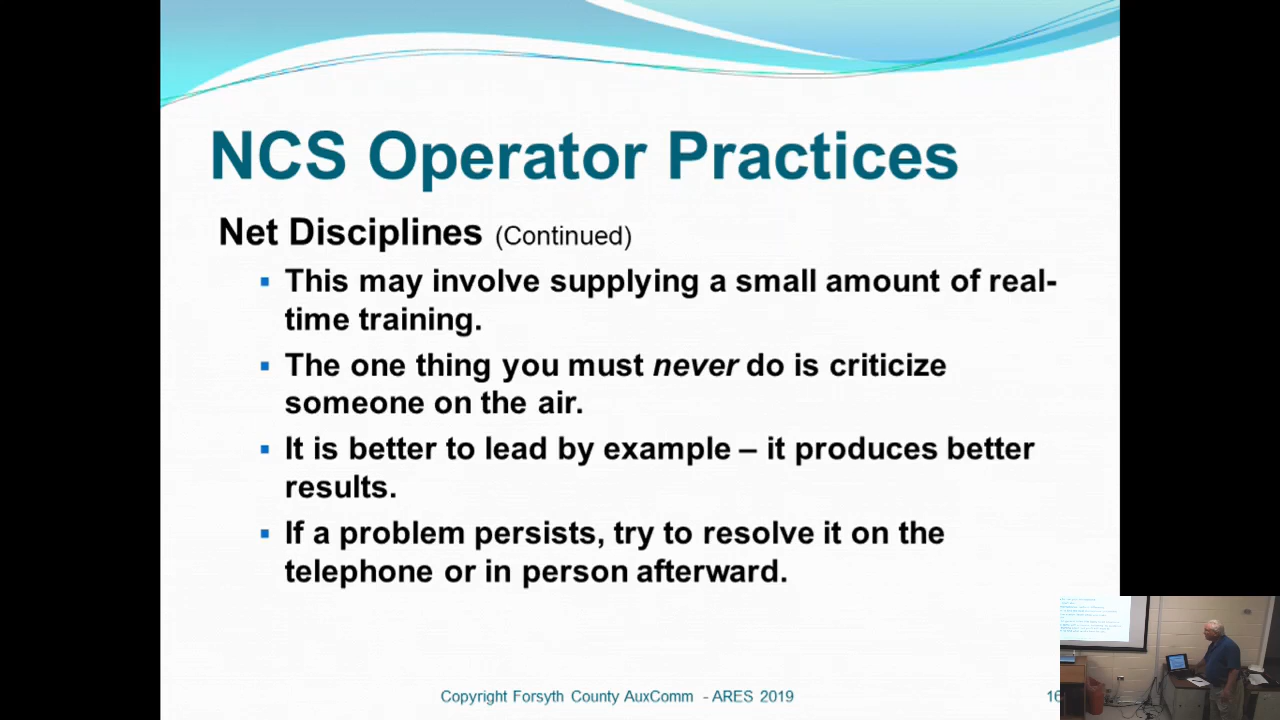 NCS Operator Practices
Net Disciplines (Continued)
This may involve supplying a small amount of real-
time training.
The one thing you must never do is criticize
someone on the air.
It is better to lead by example – it produces better
results.
If a problem persists, try to resolve it on the
telephone or in person afterward.
Copyright Forsyth County AuxComm - ARES 2019